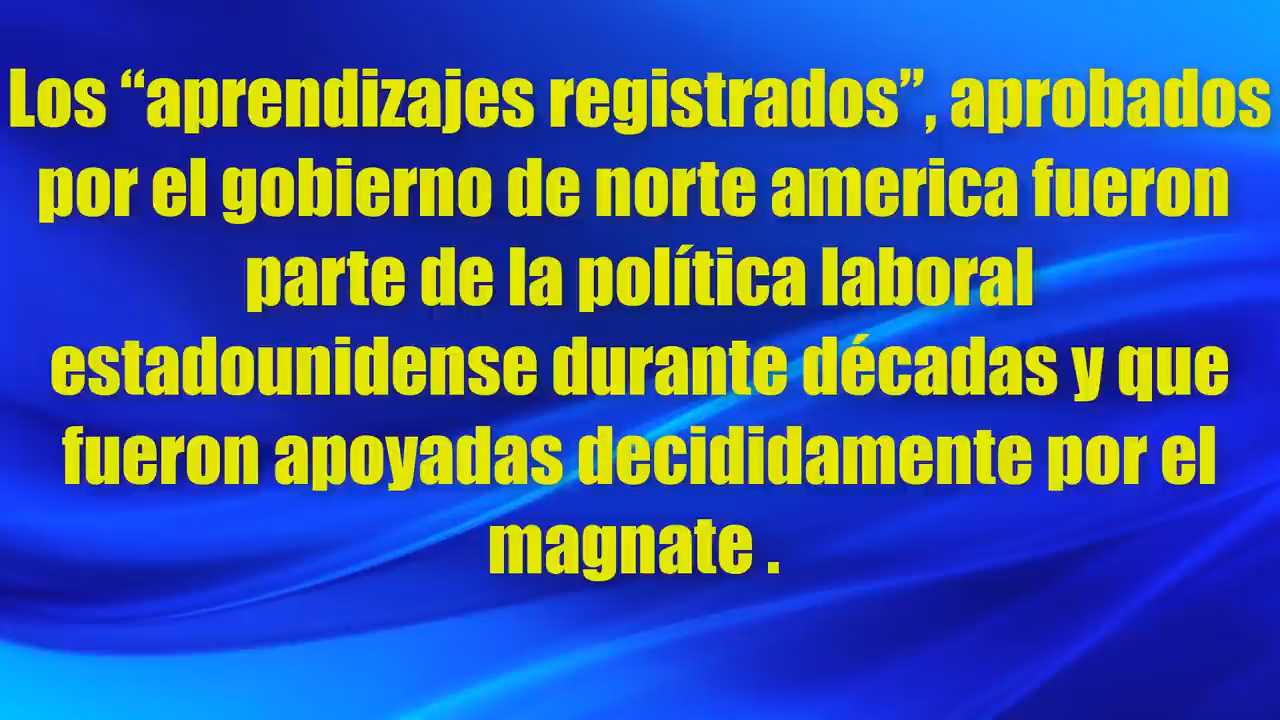 Los “aprendizajes registrados”, aprobados
por el gobierno de norte america fueron
parte de la política laboral
estadounidense durante décadas y que
fueron apoyadas decididamente por el
magnate .